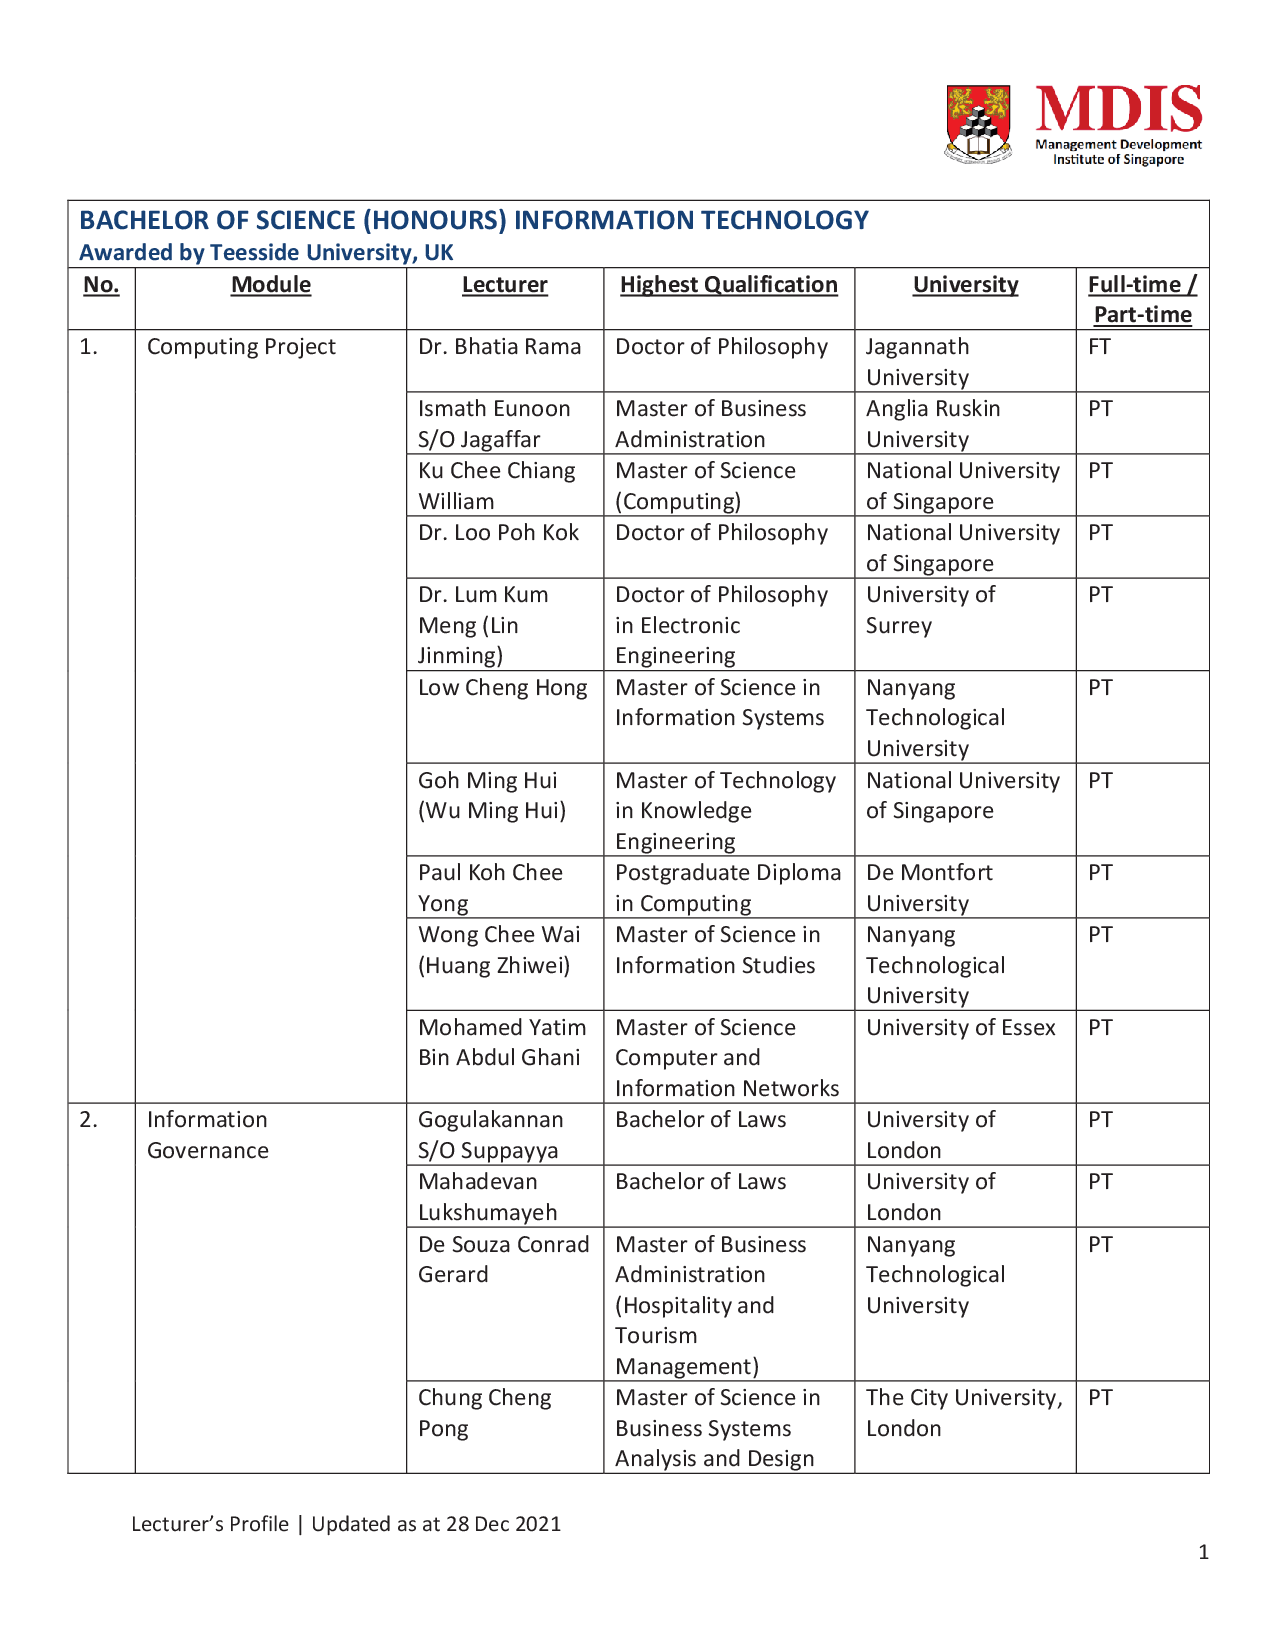 MDIS
Management Development
Institute of Singapore
BACHELOR OF SCIENCE (HONOURS) INFORMATION TECHNOLOGY
Awarded by Teesside University, UK
No. Module Lecturer Highest Qualification University Full-time /
Part-time
1. Computing Project Dr. Bhatia Rama Doctor of Philosophy Jagannath FT
University
Ismath Eunoon Master of Business Anglia Ruskin PT
S/O Jagaffar Administration University
Ku Chee Chiang Master of Science National University PT
William (Computing) of Singapore
Dr. Loo Poh Kok Doctor of Philosophy National University PT
of Singapore
Dr. Lum Kum Doctor of Philosophy University of PT
Meng (Lin in Electronic Surrey
Jinming) Engineering
Low Cheng Hong Master of Science in Nanyang PT
Information Systems Technological
University
Goh Ming Hui Master of Technology National University PT
(Wu Ming Hui) in Knowledge of Singapore
Engineering
Paul Koh Chee Postgraduate Diploma De Montfort PT
Yong in Computing University
Wong Chee Wai Master of Science in Nanyang PT
(Huang Zhiwei) Information Studies Technological
University
Mohamed Yatim Master of Science University of Essex PT
Bin Abdul Ghani Computer and
Information Networks
2. Information Gogulakannan Bachelor of Laws University of PT
Governance S/O Suppayya London
Mahadevan Bachelor of Laws University of PT
Lukshumayeh London
De Souza Conrad Master of Business Nanyang PT
Gerard Administration Technological
(Hospitality and University
Tourism
Management)
Chung Cheng Master of Science in The City University, PT
Pong Business Systems London
Analysis and Design
Lecturer’s Profile | Updated as at 28 Dec 2021
1